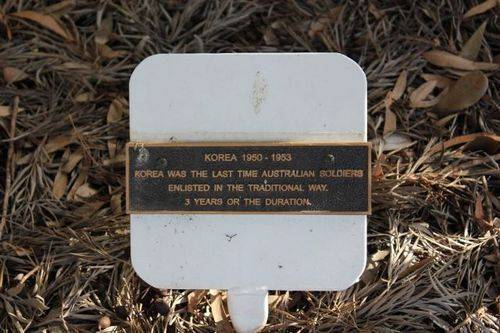 KOREA 1950 - 1953
KOREA WAS THE LAST TIME AUSTRALIAN SOLDIERS
ENLISTED IN THE TRADITIONAL WAY.
3 YEARS OR THE DURATION.